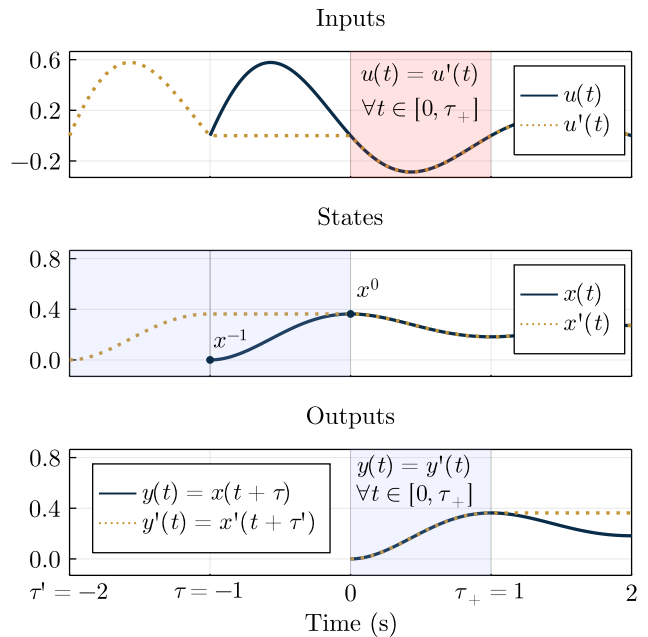 Inputs
0.6
0.2
−0.2
u(t) = u'(t)
∀t ∈ [0, τ₊]
u(t)
u'(t)
States
0.8
0.4
0.0
x⁻¹
x⁰
x(t)
x'(t)
Outputs
0.8
0.4
0.0
y(t) = x(t + τ)
y'(t) = x'(t + τ')
y(t) = y'(t)
∀t ∈ [0, τ₊]
τ' = −2
τ = −1
0
τ₊ = 1
2
Time (s)